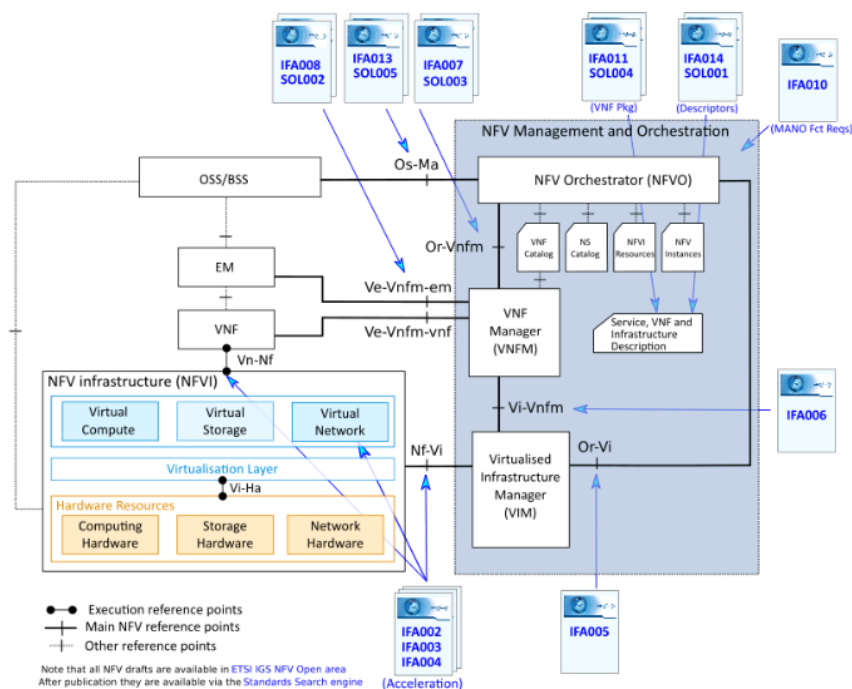 IFA008
SOL002
IFA013
SOL005
IFA007
SOL003
IFA011
SOL004
(VNF Pkg)
IFA014
SOL001
(Descriptors)
IFA010
(MANO Fct Reqs)
NFV Management and Orchestration
Os-Ma
OSS/BSS
NFV Orchestrator (NFVO)
Or-Vnfm
VNF
Catalog
NS
Catalog
NFVI
Resources
NFV
Instances
EM
Ve-Vnfm-em
VNF
Ve-Vnfm-vnf
VNF
Manager
(VNFM)
Service, VNF and
Infrastructure
Description
Vn-Nf
NFV infrastructure (NFVI)
Virtual
Compute
Virtual
Storage
Virtual
Network
Vi-Vnfm
IFA006
Nf-Vi
Virtualisation Layer
Vi-Ha
Virtualised
Infrastructure
Manager
(VIM)
Or-Vi
Hardware Resources
Computing
Hardware
Storage
Hardware
Network
Hardware
Execution reference points
Main NFV reference points
Other reference points
IFA002
IFA003
IFA004
(Acceleration)
IFA005
Note that all NFV drafts are available in ETSI IGS NFV Open area
After publication they are available via the Standards Search engine